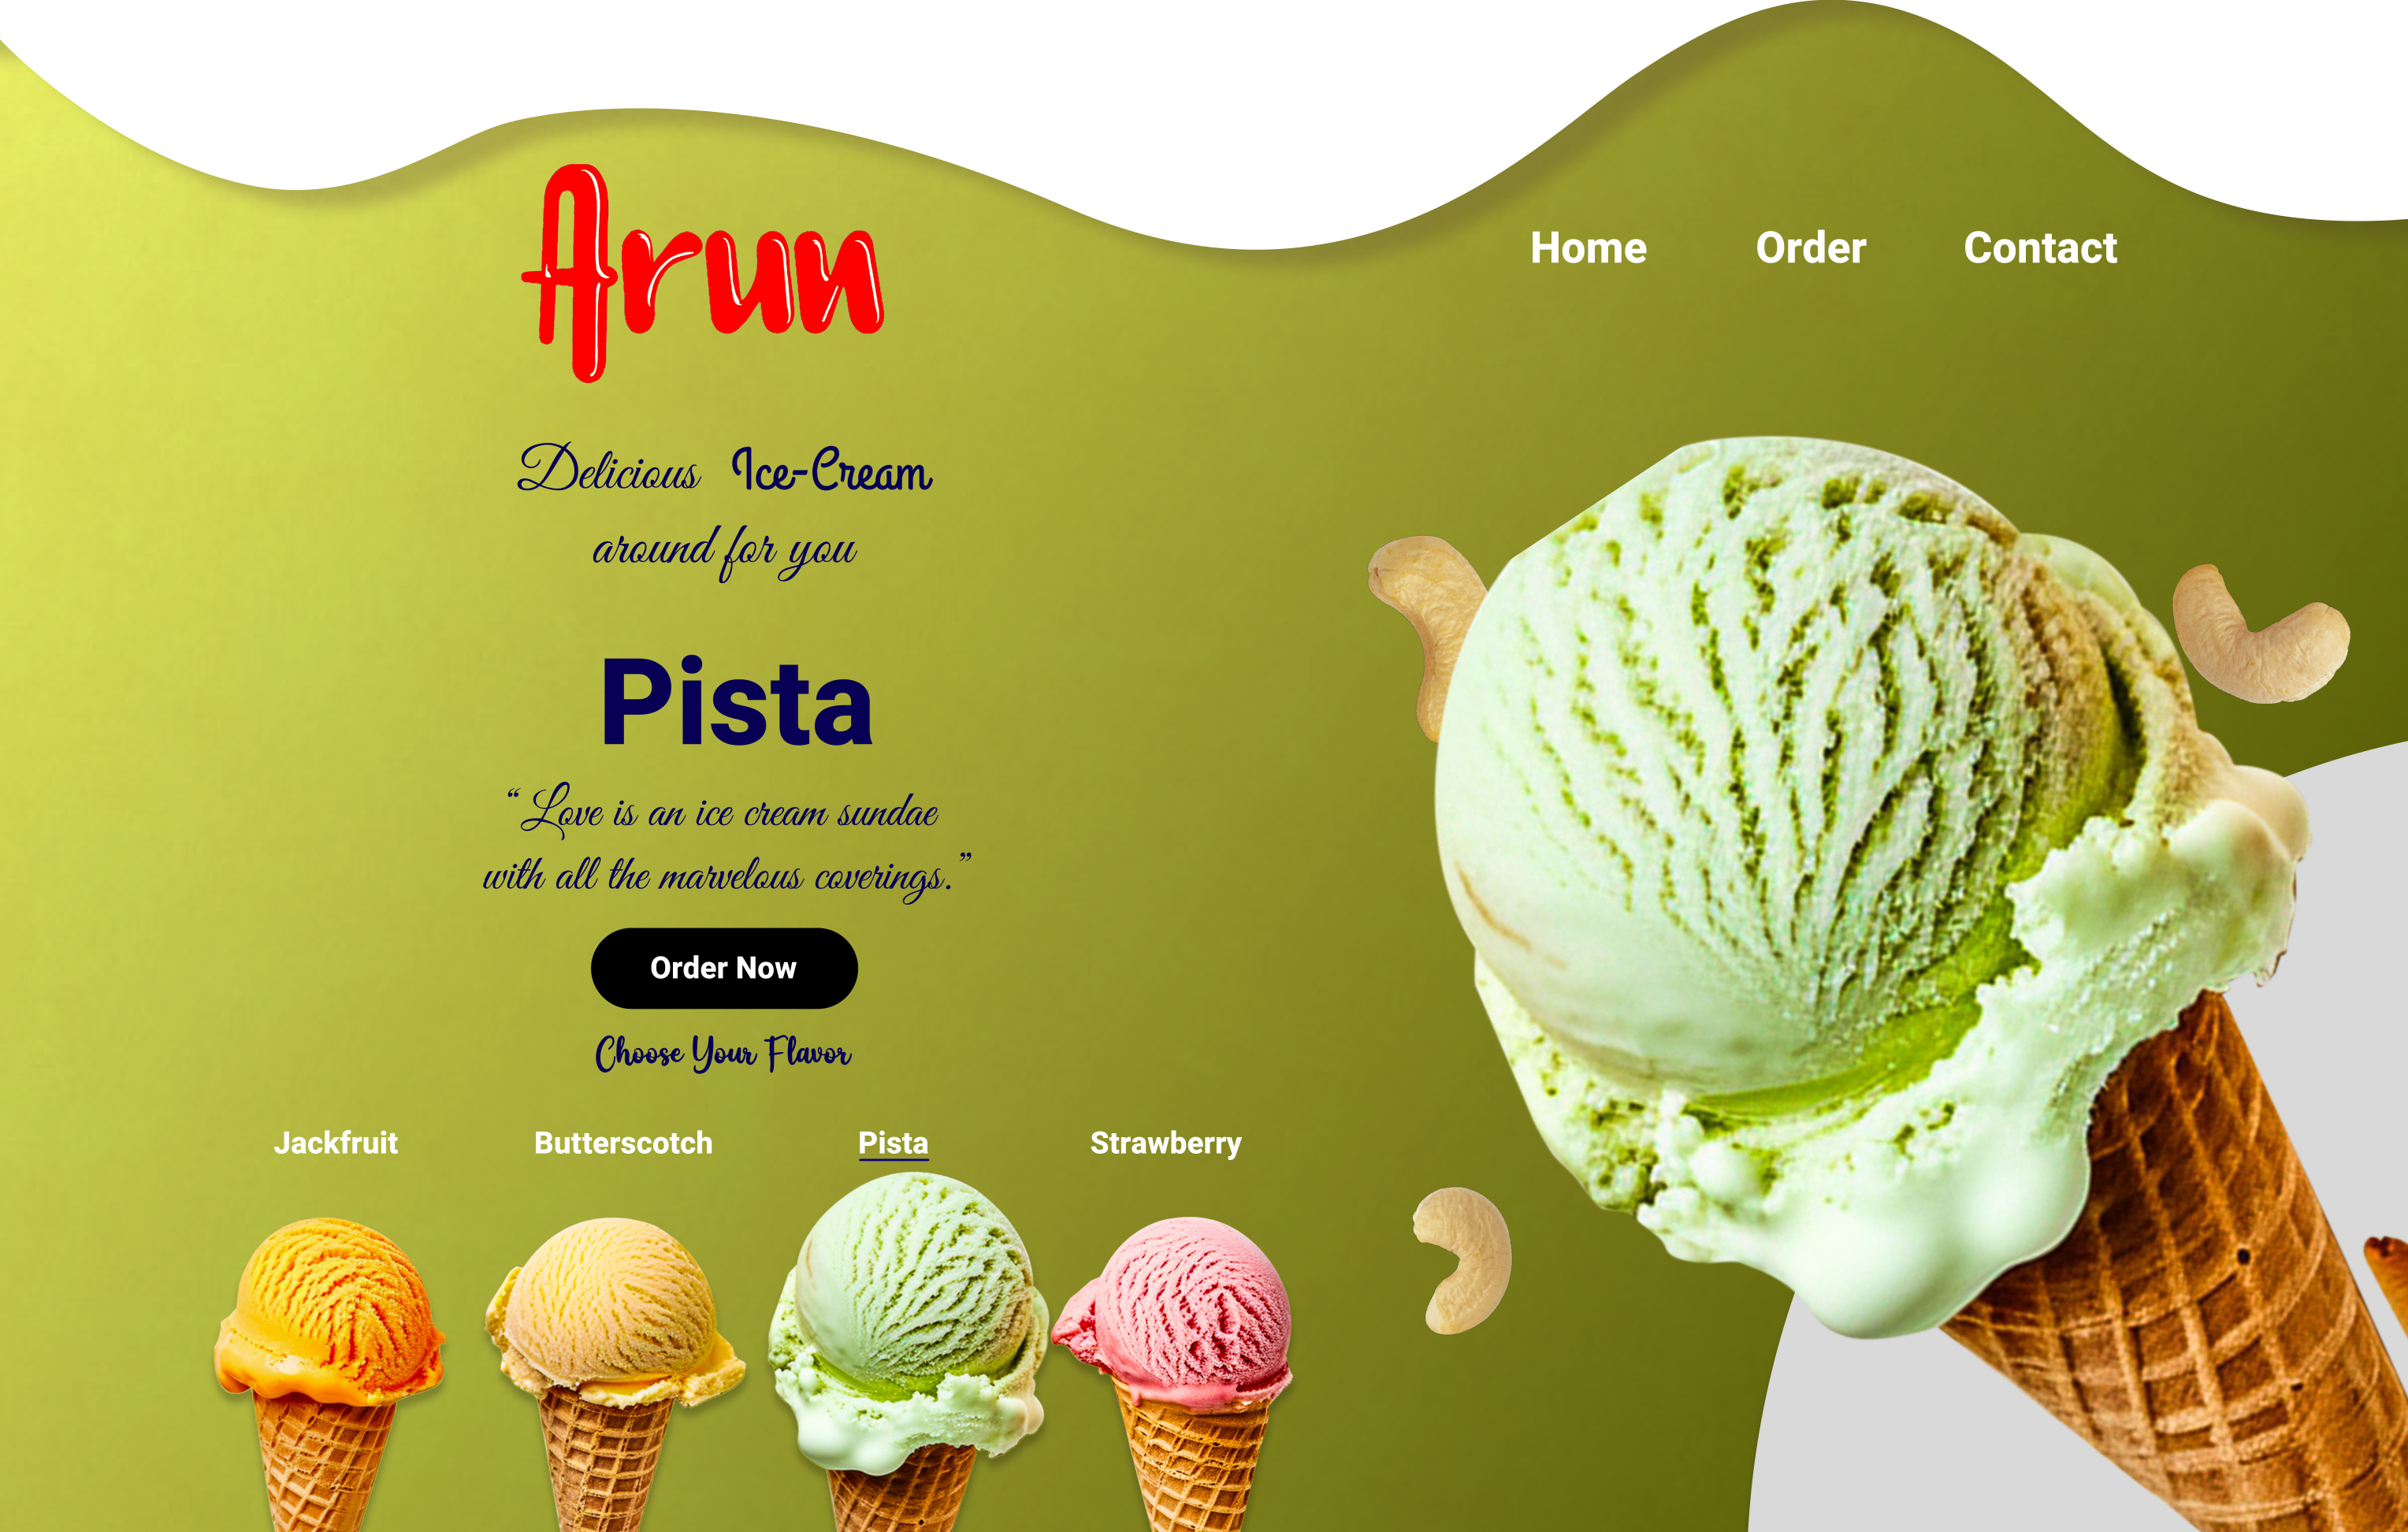 Arun
Home Order Contact
Delicious Ice-Cream
around for you
Pista
“ Love is an ice cream sundae
with all the marvelous coverings.”
Order Now
Choose Your Flavor
Jackfruit Butterscotch Pista Strawberry